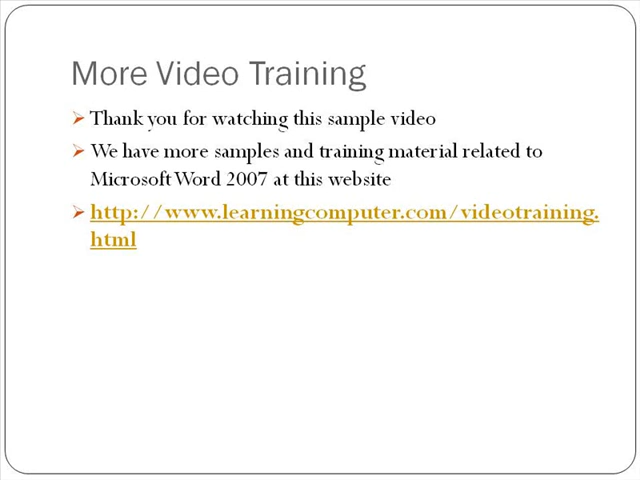 More Video Training
Thank you for watching this sample video
We have more samples and training material related to
Microsoft Word 2007 at this website
http://www.learningcomputer.com/videotraining.
html